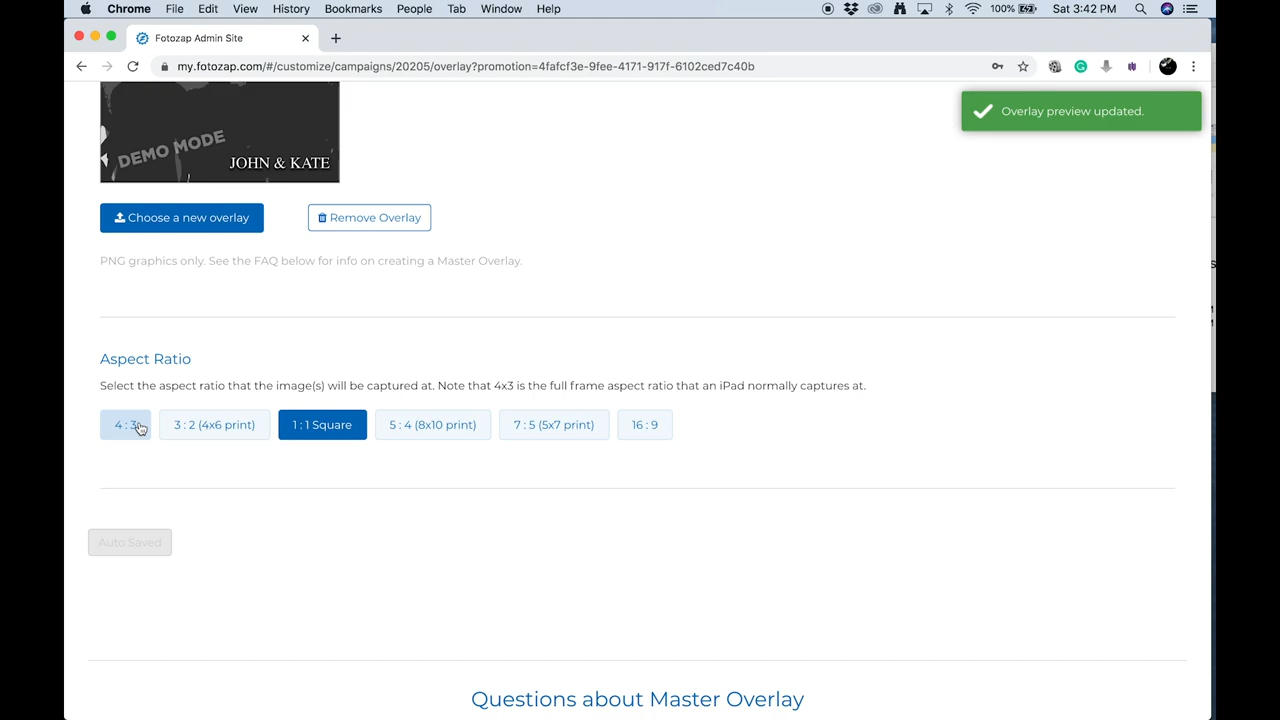 Chrome File Edit View History Bookmarks People Tab Window Help 100% Sat 3:42 PM
Fotozap Admin Site
my.fotozap.com/#/customize/campaigns/20205/overlay?promotion=4fafcf3e-9fee-4171-917f-6102ced7c40b
Overlay preview updated.
DEMO MODE
JOHN & KATE
Choose a new overlay Remove Overlay
PNG graphics only. See the FAQ below for info on creating a Master Overlay.
Aspect Ratio
Select the aspect ratio that the image(s) will be captured at. Note that 4x3 is the full frame aspect ratio that an iPad normally captures at.
4 : 3 3 : 2 (4x6 print) 1 : 1 Square 5 : 4 (8x10 print) 7 : 5 (5x7 print) 16 : 9
Auto Saved
Questions about Master Overlay